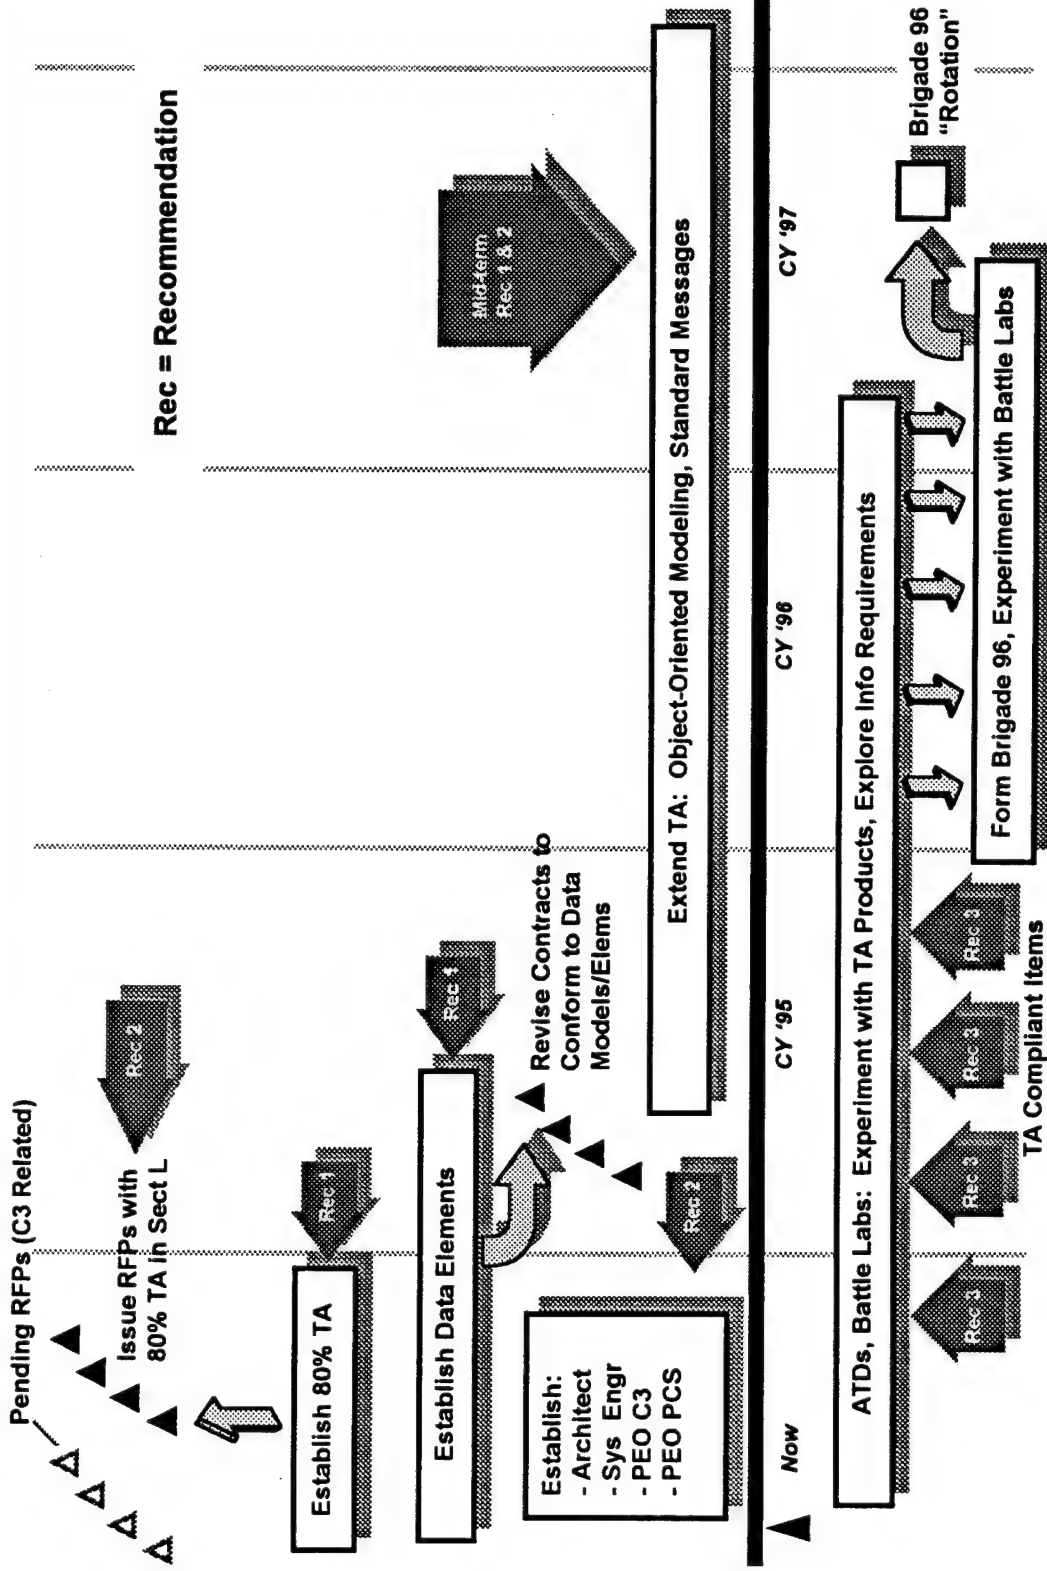 Pending RFPs (C3 Related)
Issue RFPs with
80% TA in Sect L
Rec 2
Rec = Recommendation
Establish 80% TA
Rec 1
Establish Data Elements
Rec 1
Revise Contracts to
Conform to Data
Models/Elems
Mid-term
Rec 1 & 2
Establish:
- Architect
- Sys Engr
- PEO C3
- PEO PCS
Rec 2
Extend TA: Object-Oriented Modeling, Standard Messages
Now
CY '95
CY '96
CY '97
ATDs, Battle Labs: Experiment with TA Products, Explore Info Requirements
Rec 3
Rec 3
Rec 3
Rec 3
TA Compliant Items
Form Brigade 96, Experiment with Battle Labs
Brigade 96
“Rotation”